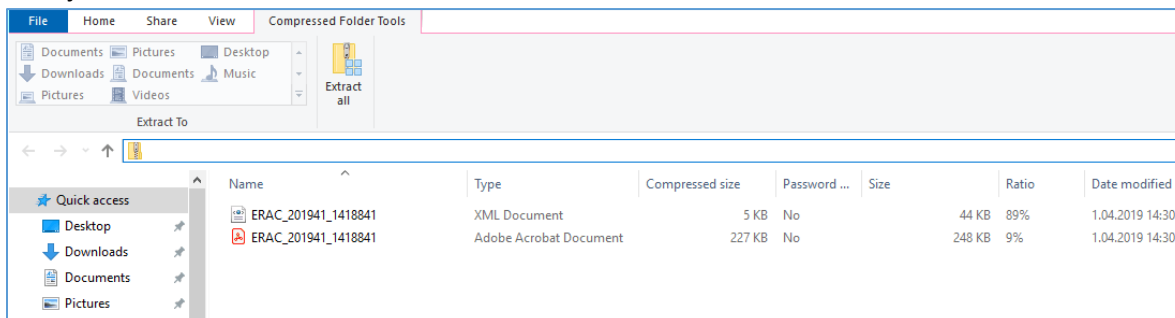 File Home Share View Compressed Folder Tools
Documents Pictures Desktop
Downloads Documents Music
Pictures Videos
Extract all
Extract To
Name Type Compressed size Password ... Size Ratio Date modified
Quick access
ERAC_201941_1418841 XML Document 5 KB No 44 KB 89% 1.04.2019 14:30
Desktop
ERAC_201941_1418841 Adobe Acrobat Document 227 KB No 248 KB 9% 1.04.2019 14:30
Downloads
Documents
Pictures